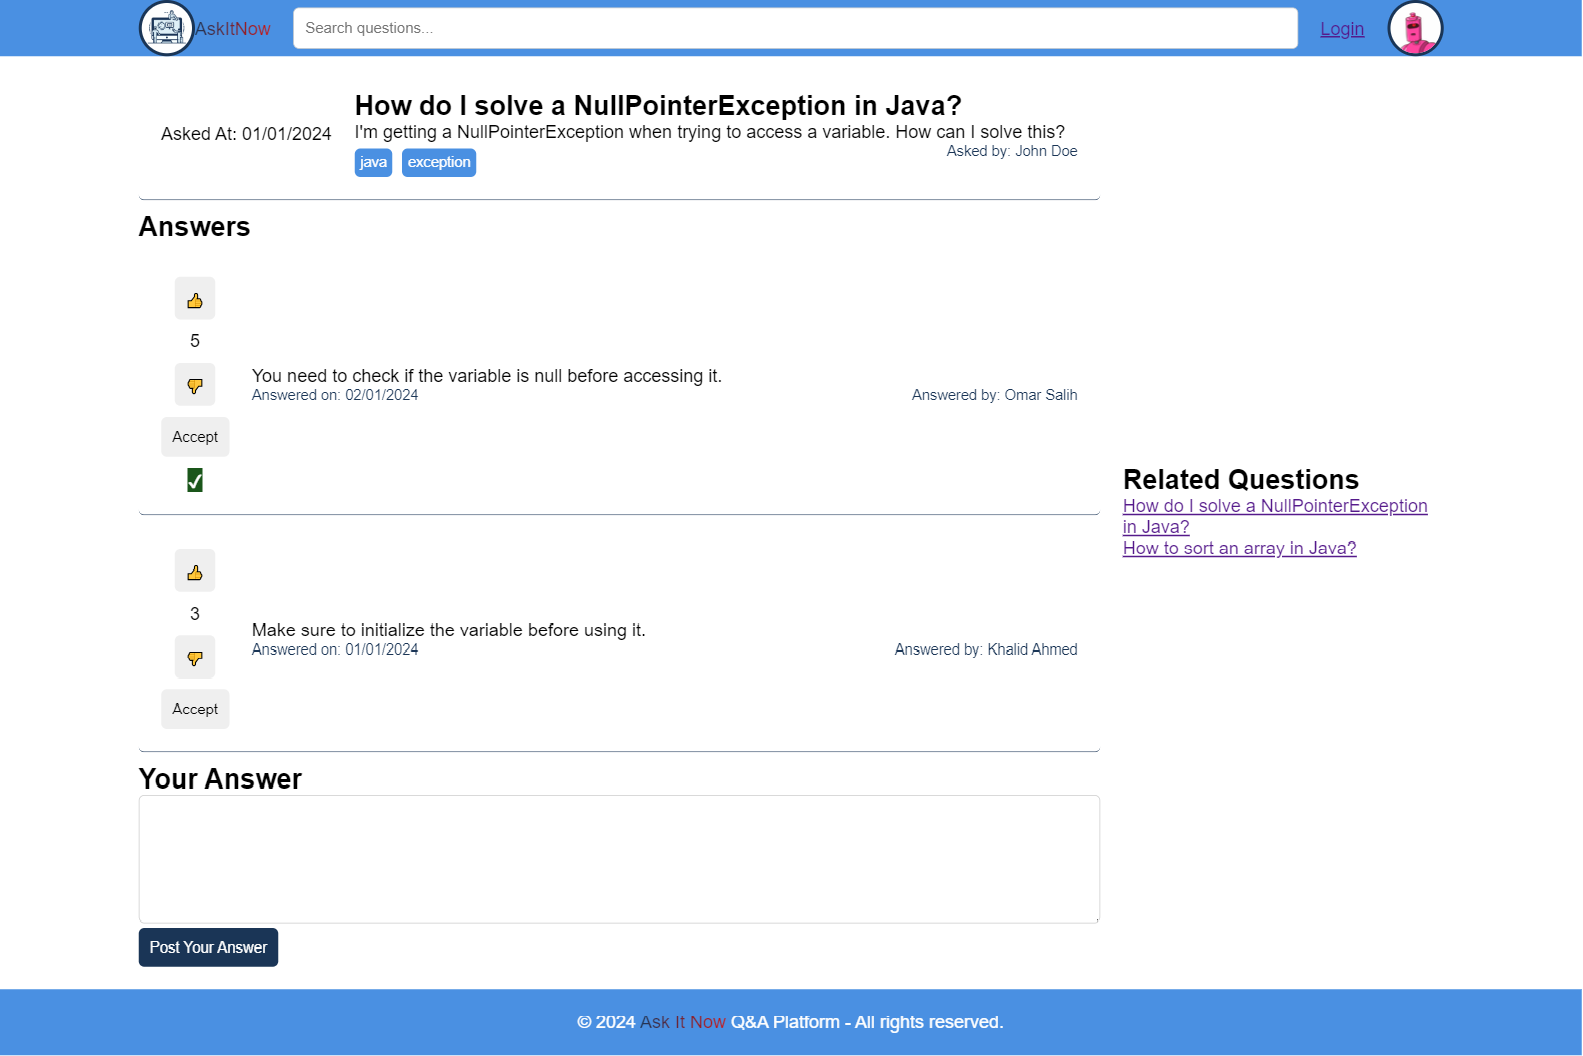 AskItNow
Search questions...
Login
How do I solve a NullPointerException in Java?
Asked At: 01/01/2024
I'm getting a NullPointerException when trying to access a variable. How can I solve this?
Asked by: John Doe
java exception
Answers
5
You need to check if the variable is null before accessing it.
Answered on: 02/01/2024 Answered by: Omar Salih
Accept
Related Questions
How do I solve a NullPointerException
in Java?
How to sort an array in Java?
3
Make sure to initialize the variable before using it.
Answered on: 01/01/2024 Answered by: Khalid Ahmed
Accept
Your Answer
Post Your Answer
© 2024 Ask It Now Q&A Platform - All rights reserved.